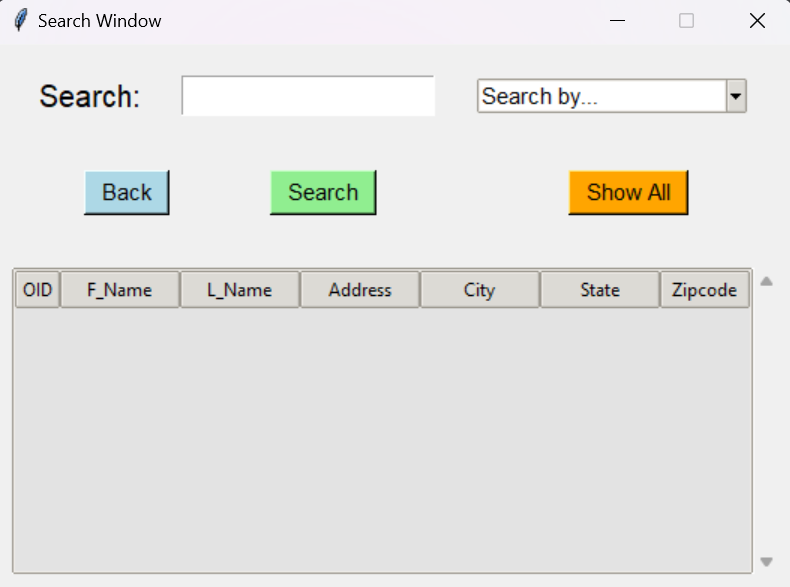 Search Window
Search: Search by...
Back Search Show All
OID F_Name L_Name Address City State Zipcode